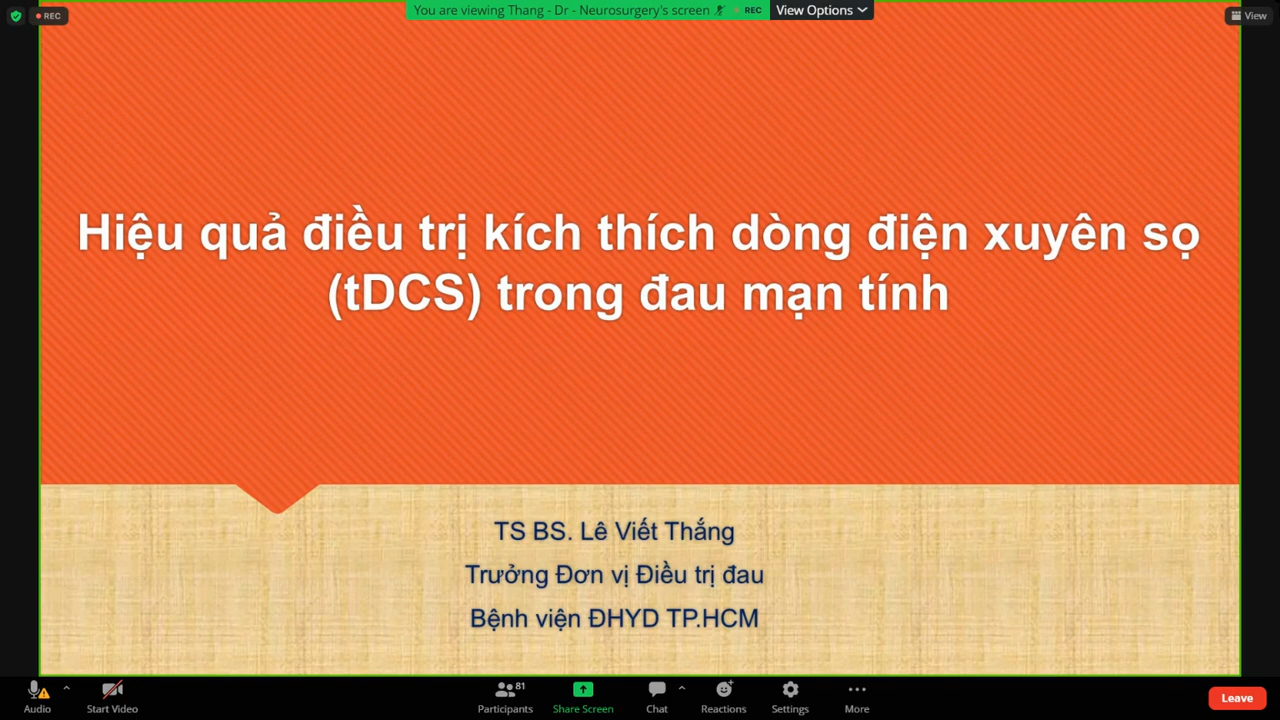 REC
You are viewing Thang - Dr - Neurosurgery's screen REC View Options
View
Hiệu quả điều trị kích thích dòng điện xuyên sọ
(tDCS) trong đau mạn tính
TS BS. Lê Viết Thắng
Trưởng Đơn vị Điều trị đau
Bệnh viện ĐHYD TP.HCM
81
Audio Start Video Participants Share Screen Chat Reactions Settings More Leave